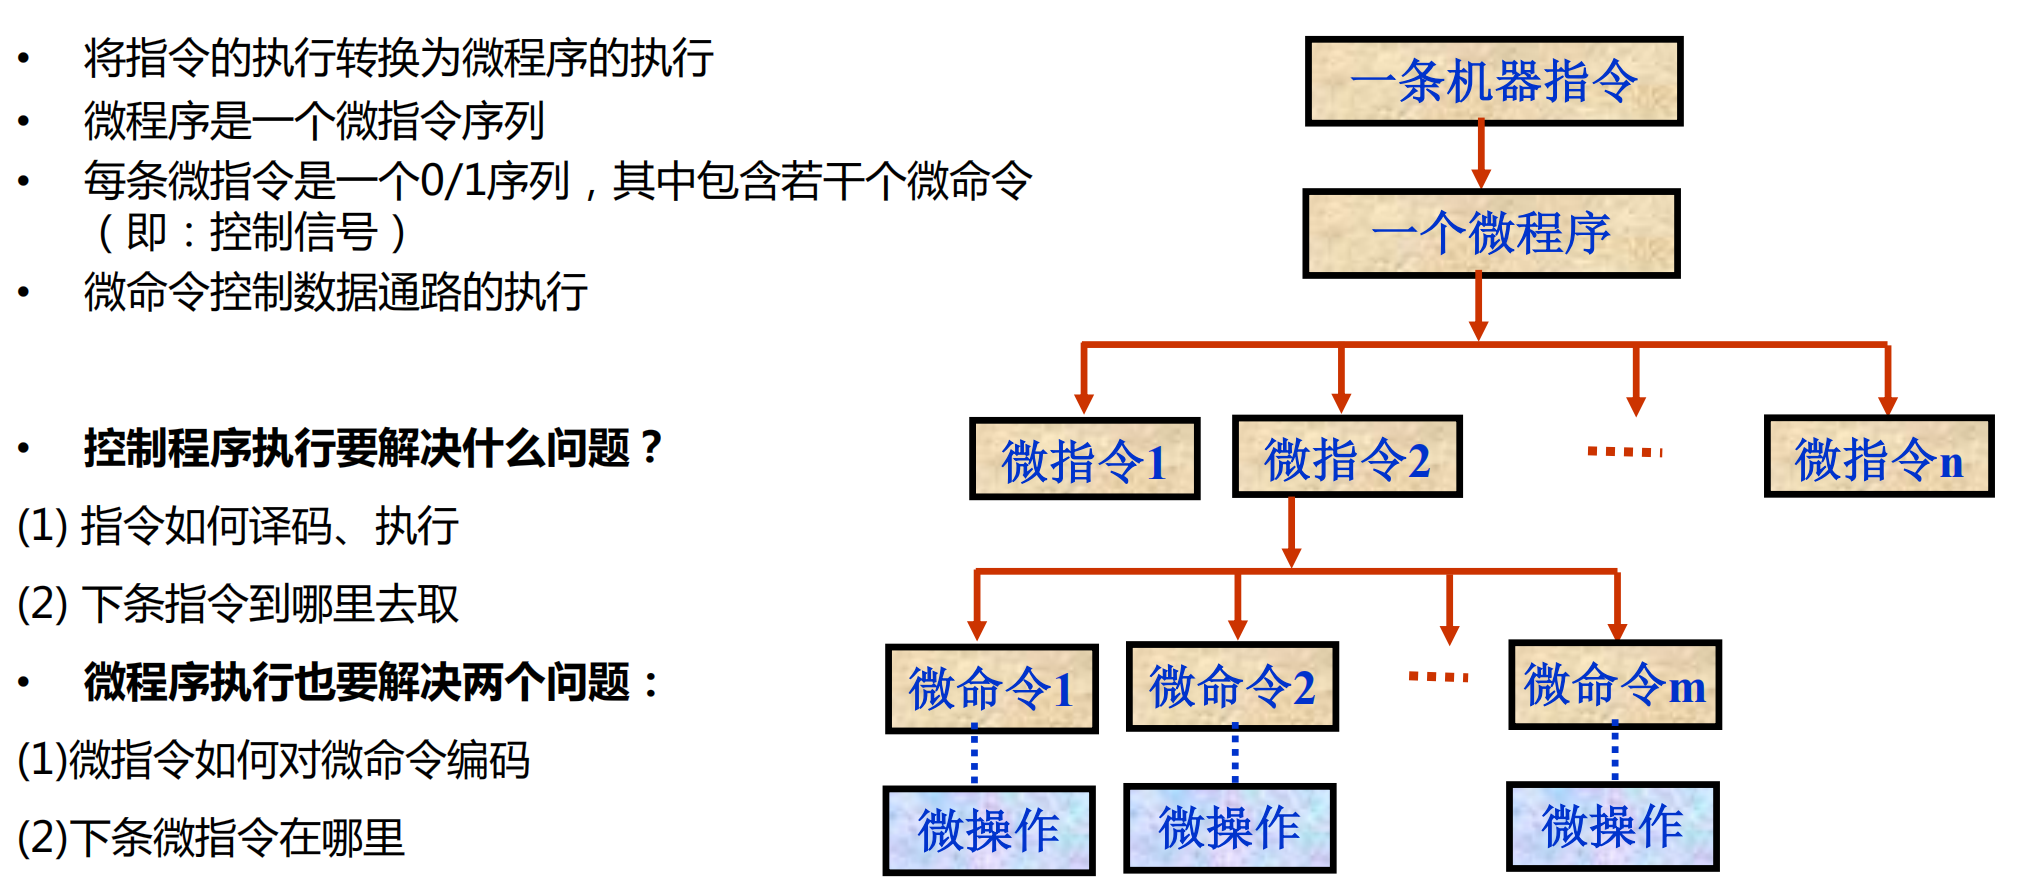 • 将指令的执行转换为微程序的执行
• 微程序是一个微指令序列
• 每条微指令是一个0/1序列，其中包含若干个微命令
（即：控制信号）
• 微命令控制数据通路的执行
• 控制程序执行要解决什么问题？
(1) 指令如何译码、执行
(2) 下条指令到哪里去取
• 微程序执行也要解决两个问题：
(1)微指令如何对微命令编码
(2)下条微指令在哪里
一条机器指令
一个微程序
微指令1
微指令2
微指令n
微命令1
微命令2
微命令m
微操作
微操作
微操作